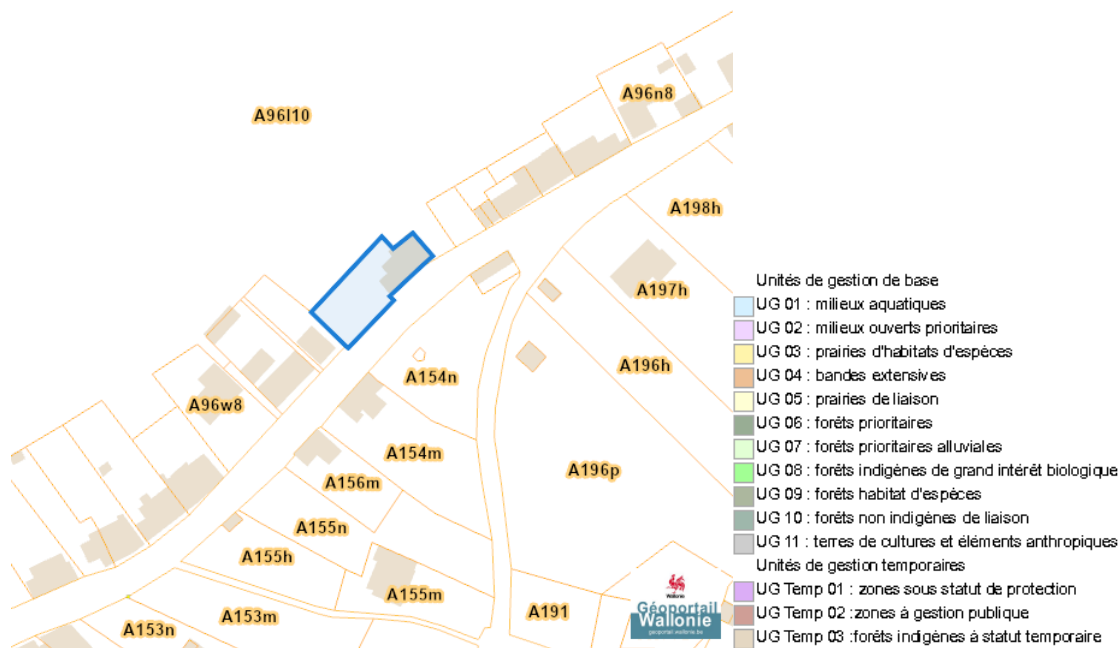 A96n8
A96l10
A198h
A197h
A154n
A196h
A96w8
A154m
A196p
A156m
A155n
A155h
A155m
A191
A153m
A153n
Wallonie
Géoportail
Wallonie
geoportail.wallonie.be
Unités de gestion de base
UG 01 : milieux aquatiques
UG 02 : milieux ouverts prioritaires
UG 03 : prairies d'habitats d'espèces
UG 04 : bandes extensives
UG 05 : prairies de liaison
UG 06 : forêts prioritaires
UG 07 : forêts prioritaires alluviales
UG 08 : forêts indigènes de grand intérêt biologique
UG 09 : forêts habitat d'espèces
UG 10 : forêts non indigènes de liaison
UG 11 : terres de cultures et éléments anthropiques
Unités de gestion temporaires
UG Temp 01 : zones sous statut de protection
UG Temp 02 :zones à gestion publique
UG Temp 03 :forêts indigènes à statut temporaire